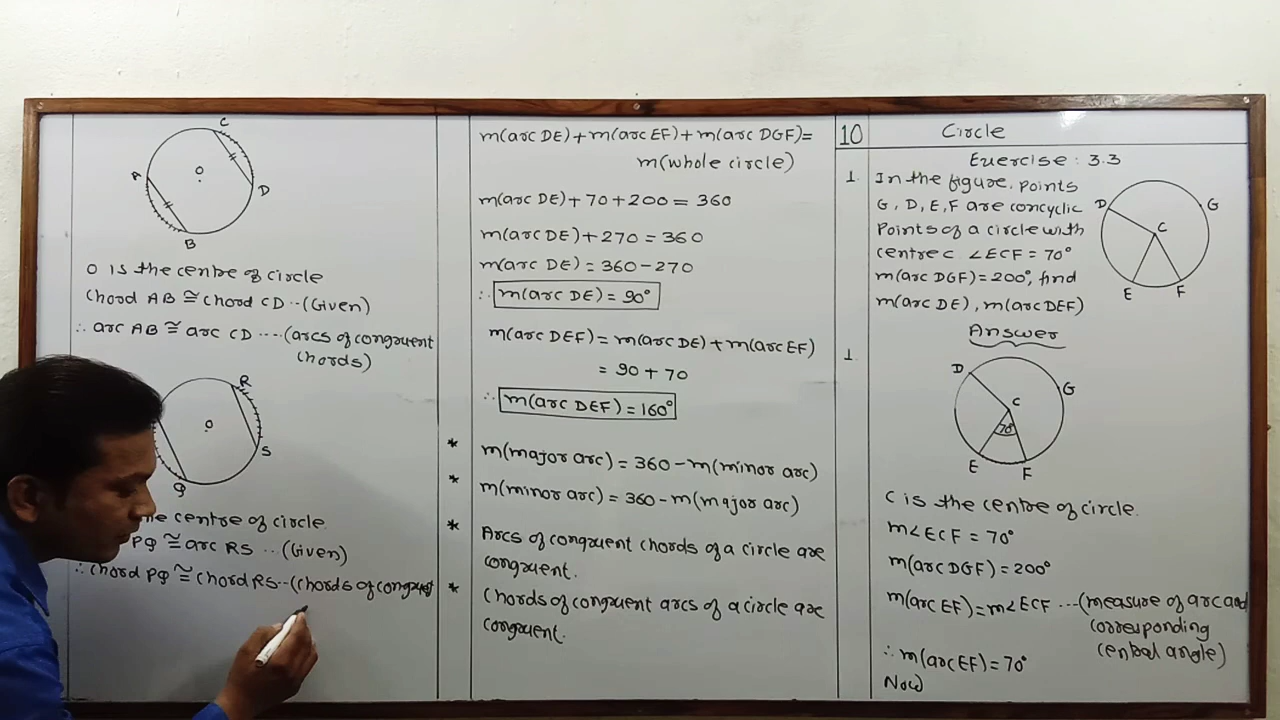 C
A
O
D
B
O is the centre of circle
Chord AB ≅ chord CD ..(Given)
∴ arc AB ≅ arc CD ....(arcs of congruent
chords)
R
O
S
Q
centre of circle
PQ ≅ arc RS ...(Given)
∴ chord PQ ≅ chord RS..(chords of congruent
m(arc DE)+m(arc EF)+m(arc DGF)=
m(whole circle)
m(arc DE)+70+200=360
m(arc DE)+270=360
m(arc DE)=360-270
∴ m(arc DE)=90°
m(arc DEF)=m(arc DE)+m(arc EF)
=90+70
∴ m(arc DEF)=160°
* m(major arc)=360-m(minor arc)
* m(minor arc)=360-m(major arc)
* Arcs of congruent chords of a circle are
congruent.
* Chords of congruent arcs of a circle are
congruent.
10 Circle
Exercise : 3.3
1. In the figure, points
G, D, E, F are concyclic
Points of a circle with
centre C ∠ECF=70°
m(arc DGF)=200°, find
m(arc DE), m(arc DEF)
D
G
C
E
F
Answer
1
D
G
C
70°
E
F
C is the centre of circle.
m∠ECF=70°
m(arc DGF)=200°
m(arc EF)=m∠ECF ...(measure of arc and
corresponding
central angle)
∴ m(arc EF)=70°
Now